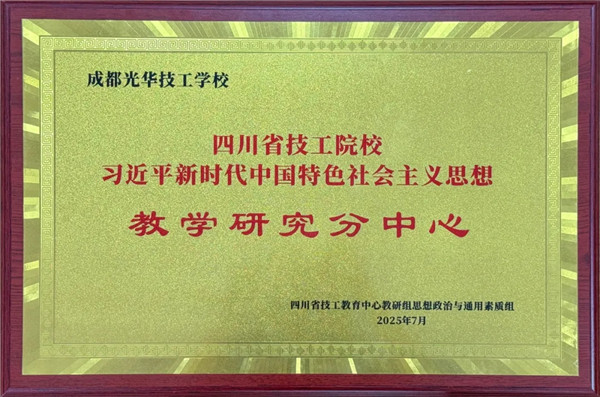 成都光华技工学校
四川省技工院校
习近平新时代中国特色社会主义思想
教学研究分中心
四川省技工教育中心教研组思想政治与通用素质组
2025年7月